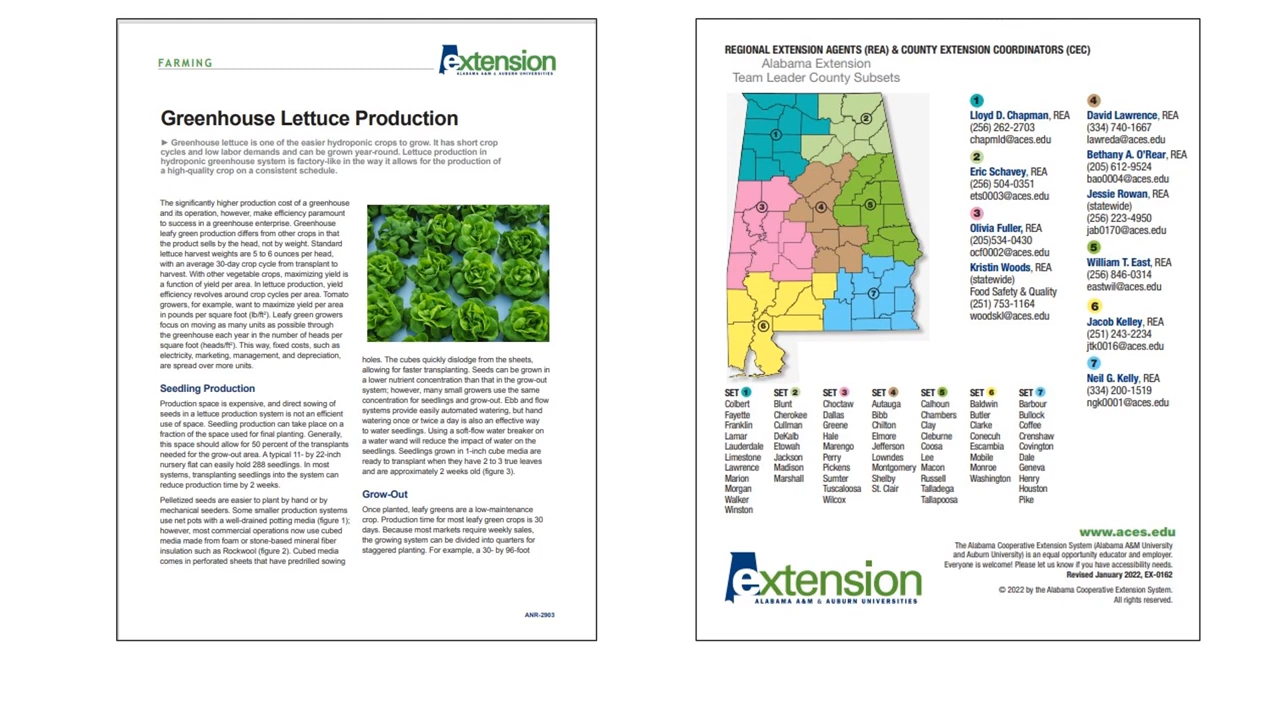 FARMING
extension
ALABAMA A&M & AUBURN UNIVERSITIES
Greenhouse Lettuce Production
► Greenhouse lettuce is one of the easier hydroponic crops to grow. It has short crop
cycles and low labor demands and can be grown year-round. Lettuce production in
hydroponic greenhouse system is factory-like in the way it allows for the production of
a high-quality crop on a consistent schedule.
The significantly higher production cost of a greenhouse
and its operation, however, make efficiency paramount
to success in a greenhouse enterprise. Greenhouse
leafy green production differs from other crops in that
the product sells by the head, not by weight. Standard
lettuce harvest weights are 5 to 6 ounces per head,
with an average 30-day crop cycle from transplant to
harvest. With other vegetable crops, maximizing yield is
a function of yield per area. In lettuce production, yield
efficiency revolves around crop cycles per area. Tomato
growers, for example, want to maximize yield per area
in pounds per square foot (lb/ft²). Leafy green growers
focus on moving as many units as possible through
the greenhouse each year in the number of heads per
square foot (heads/ft²). This way, fixed costs, such as
electricity, marketing, management, and depreciation,
are spread over more units.
Seedling Production
Production space is expensive, and direct sowing of
seeds in a lettuce production system is not an efficient
use of space. Seedling production can take place on a
fraction of the space used for final planting. Generally,
this space should allow for 50 percent of the transplants
needed for the grow-out area. A typical 11- by 22-inch
nursery flat can easily hold 288 seedlings. In most
systems, transplanting seedlings into the system can
reduce production time by 2 weeks.
Pelletized seeds are easier to plant by hand or by
mechanical seeders. Some smaller production systems
use net pots with a well-drained potting media (figure 1);
however, most commercial operations now use cubed
media made from foam or stone-based mineral fiber
insulation such as Rockwool (figure 2). Cubed media
comes in perforated sheets that have predrilled sowing
holes. The cubes quickly dislodge from the sheets,
allowing for faster transplanting. Seeds can be grown in
a lower nutrient concentration than that in the grow-out
system; however, many small growers use the same
concentration for seedlings and grow-out. Ebb and flow
systems provide easily automated watering, but hand
watering once or twice a day is also an effective way
to water seedlings. Using a soft-flow water breaker on
a water wand will reduce the impact of water on the
seedlings. Seedlings grown in 1-inch cube media are
ready to transplant when they have 2 to 3 true leaves
and are approximately 2 weeks old (figure 3).
Grow-Out
Once planted, leafy greens are a low-maintenance
crop. Production time for most leafy green crops is 30
days. Because most markets require weekly sales,
the growing system can be divided into quarters for
staggered planting. For example, a 30- by 96-foot
ANR-2903
REGIONAL EXTENSION AGENTS (REA) & COUNTY EXTENSION COORDINATORS (CEC)
Alabama Extension
Team Leader County Subsets
1
2
3
4
5
6
7
1
Lloyd D. Chapman, REA
(256) 262-2703
chapmld@aces.edu
2
Eric Schavey, REA
(256) 504-0351
ets0003@aces.edu
3
Olivia Fuller, REA
(205)534-0430
ocf0002@aces.edu
Kristin Woods, REA
(statewide)
Food Safety & Quality
(251) 753-1164
woodskl@aces.edu
4
David Lawrence, REA
(334) 740-1667
lawreda@aces.edu
Bethany A. O'Rear, REA
(205) 612-9524
bao0004@aces.edu
Jessie Rowan, REA
(statewide)
(256) 223-4950
jab0170@aces.edu
5
William T. East, REA
(256) 846-0314
eastwil@aces.edu
6
Jacob Kelley, REA
(251) 243-2234
jtk0016@aces.edu
7
Neil G. Kelly, REA
(334) 200-1519
ngk0001@aces.edu
SET 1
Colbert
Fayette
Franklin
Lamar
Lauderdale
Limestone
Lawrence
Marion
Morgan
Walker
Winston
SET 2
Blunt
Cherokee
Cullman
DeKalb
Etowah
Jackson
Madison
Marshall
SET 3
Choctaw
Dallas
Greene
Hale
Marengo
Perry
Pickens
Sumter
Tuscaloosa
Wilcox
SET 4
Autauga
Bibb
Chilton
Elmore
Jefferson
Lowndes
Montgomery
Shelby
St. Clair
SET 5
Calhoun
Chambers
Clay
Cleburne
Coosa
Lee
Macon
Russell
Talladega
Tallapoosa
SET 6
Baldwin
Butler
Clarke
Conecuh
Escambia
Mobile
Monroe
Washington
SET 7
Barbour
Bullock
Coffee
Crenshaw
Covington
Dale
Geneva
Henry
Houston
Pike
extension
ALABAMA A&M & AUBURN UNIVERSITIES
www.aces.edu
The Alabama Cooperative Extension System (Alabama A&M University
and Auburn University) is an equal opportunity educator and employer.
Everyone is welcome! Please let us know if you have accessibility needs.
Revised January 2022, EX-0162
© 2022 by the Alabama Cooperative Extension System.
All rights reserved.